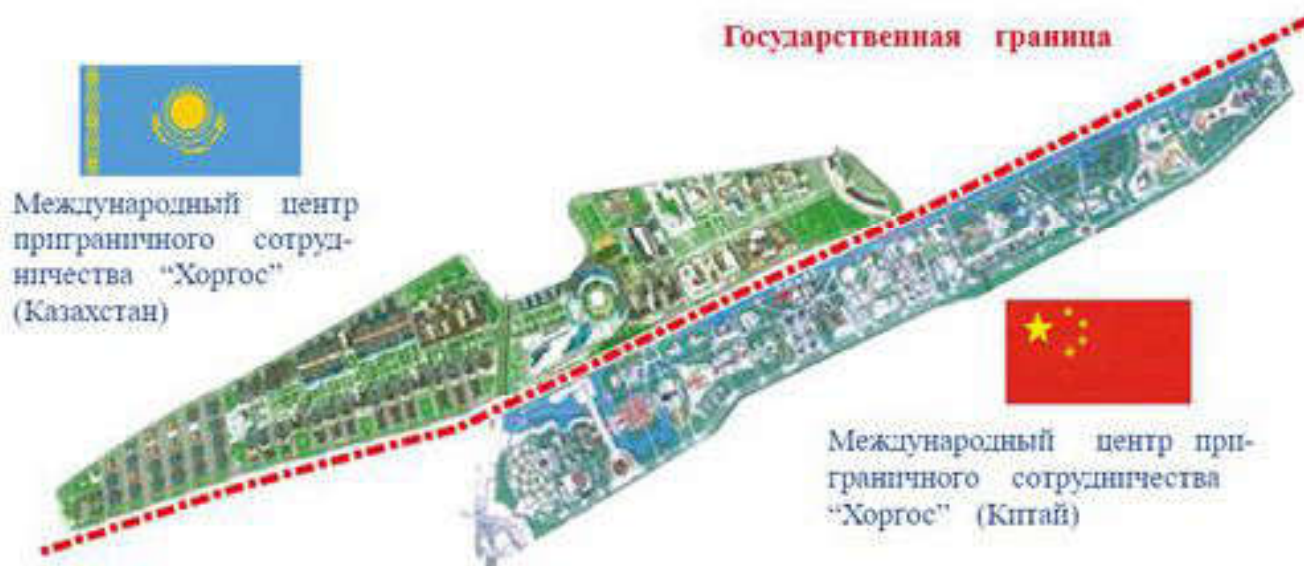 Государственная граница
Международный центр
приграничного сотруд-
ничества “Хоргос”
(Казахстан)
Международный центр при-
граничного сотрудничества
“Хоргос” (Китай)